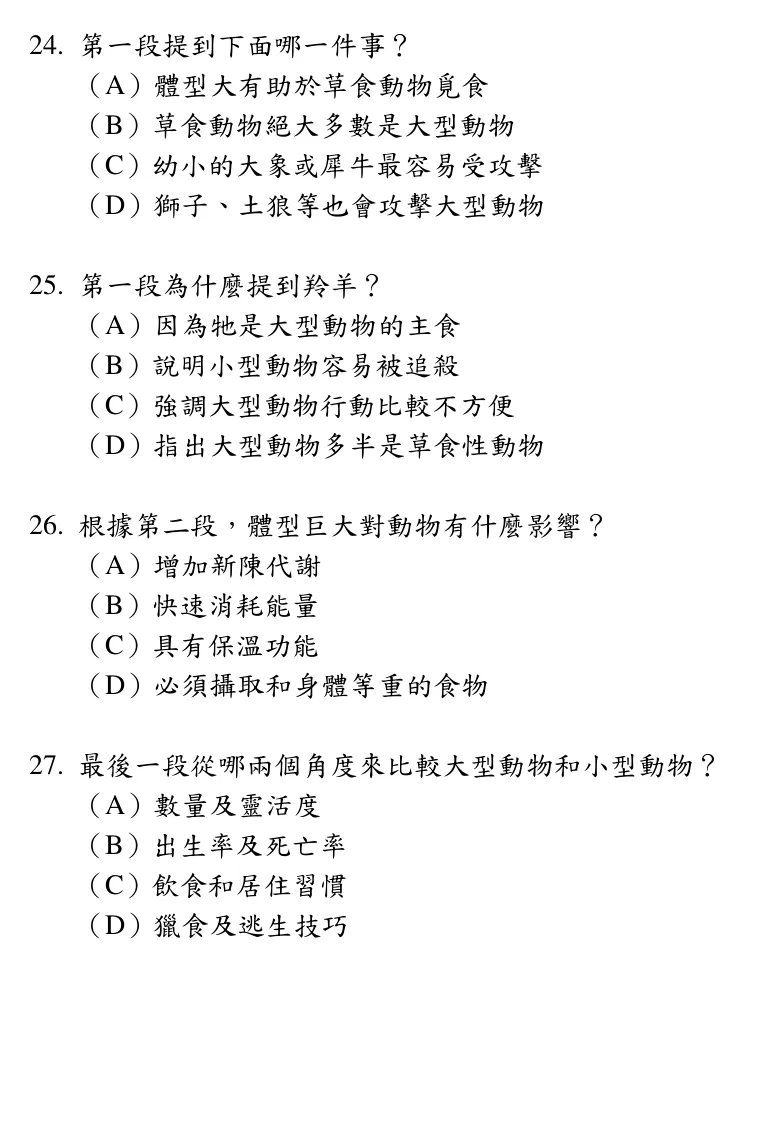 24. 第一段提到下面哪一件事？
（A）體型大有助於草食動物覓食
（B）草食動物絕大多數是大型動物
（C）幼小的大象或犀牛最容易受攻擊
（D）獅子、土狼等也會攻擊大型動物
25. 第一段為什麼提到羚羊？
（A）因為牠是大型動物的主食
（B）說明小型動物容易被追殺
（C）強調大型動物行動比較不方便
（D）指出大型動物多半是草食性動物
26. 根據第二段，體型巨大對動物有什麼影響？
（A）增加新陳代謝
（B）快速消耗能量
（C）具有保溫功能
（D）必須攝取和身體等重的食物
27. 最後一段從哪兩個角度來比較大型動物和小型動物？
（A）數量及靈活度
（B）出生率及死亡率
（C）飲食和居住習慣
（D）獵食及逃生技巧